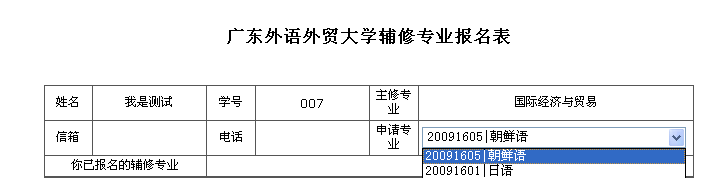 广东外语外贸大学辅修专业报名表
姓名 我是测试 学号 007 主修专业 国际经济与贸易
信箱 电话 申请专业 20091605|朝鲜语
20091605|朝鲜语
你已报名的辅修专业 20091601|日语